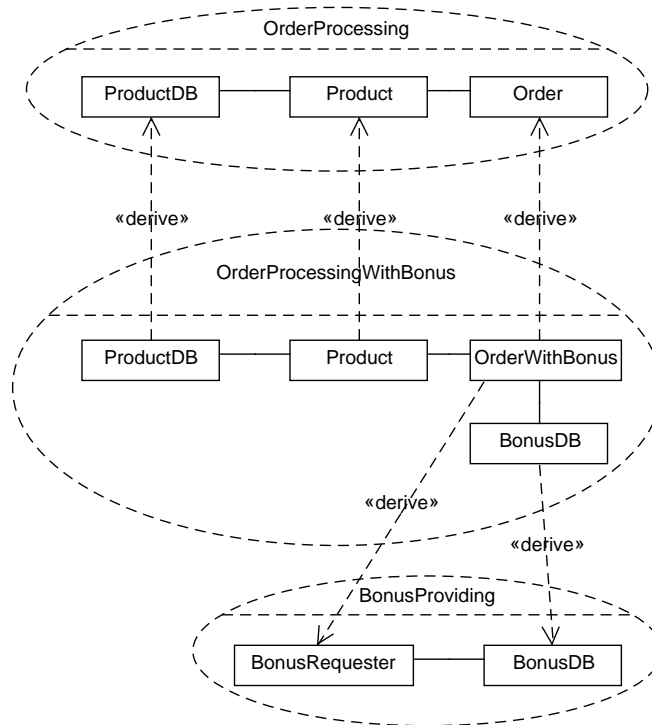 OrderProcessing
ProductDB Product Order
«derive» «derive» «derive»
OrderProcessingWithBonus
ProductDB Product OrderWithBonus
BonusDB
«derive»
«derive»
BonusProviding
BonusRequester BonusDB